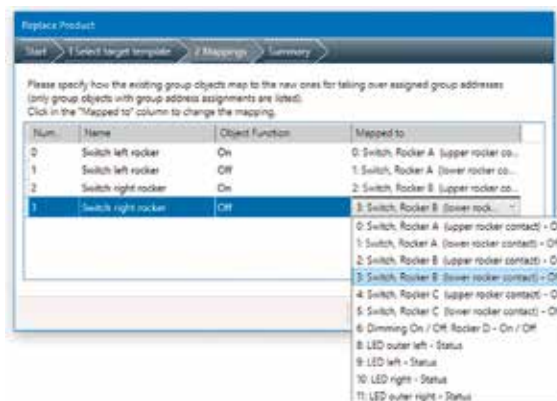 Replace Product
Start 1 Select target template 2 Mappings Summary
Please specify how the existing group objects map to the new ones for taking over assigned group addresses
(only group objects with group address assignments are listed).
Click in the "Mapped to" column to change the mapping.
Num. Name Object Function Mapped to
0 Switch left rocker On 0: Switch, Rocker A (upper rocker co...
1 Switch left rocker Off 1: Switch, Rocker A (lower rocker co...
2 Switch right rocker On 2: Switch, Rocker B (upper rocker co...
3 Switch right rocker Off 3: Switch, Rocker B (lower rock...
0: Switch, Rocker A (upper rocker contact) - O
1: Switch, Rocker A (lower rocker contact) - Of
2: Switch, Rocker B (upper rocker contact) - O
3: Switch, Rocker B (lower rocker contact) - Of
4: Switch, Rocker C (upper rocker contact) - O
5: Switch, Rocker C (lower rocker contact) - Of
6: Dimming On / Off, Rocker D - On / Off
8: LED outer left - Status
9: LED left - Status
10: LED right - Status
11: LED outer right - Status